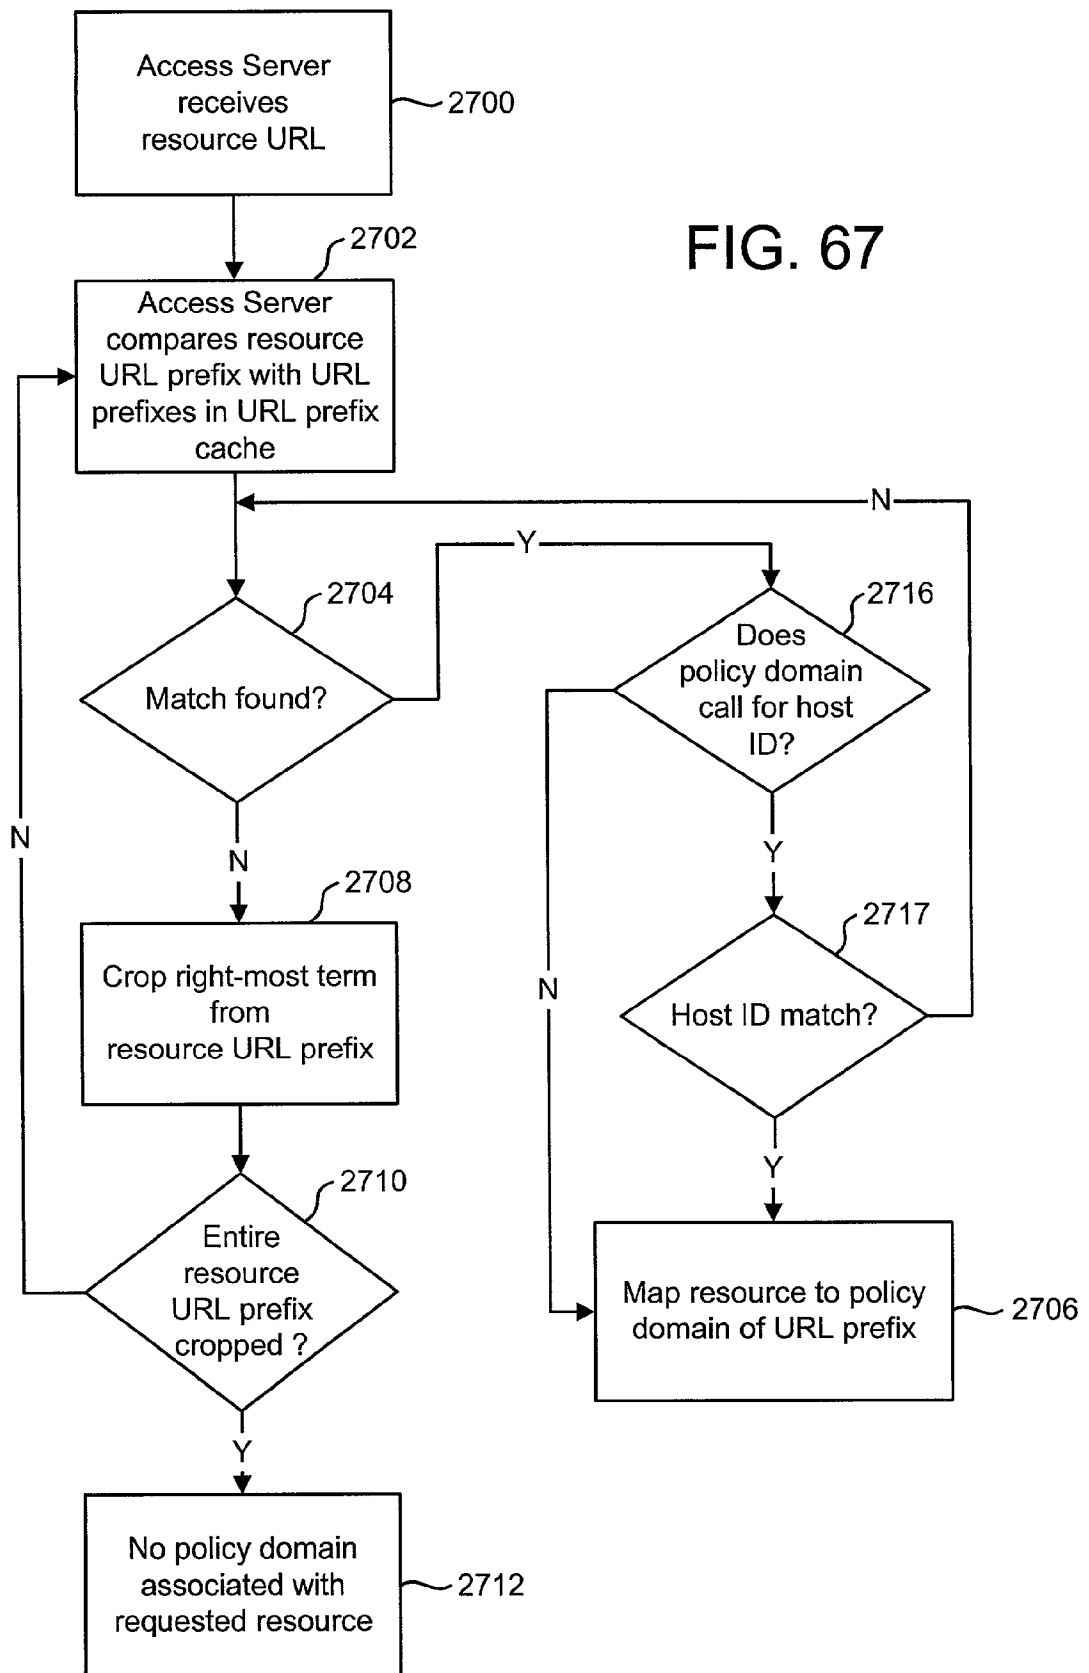 Access Server
receives
resource URL
2700
FIG. 67
2702
Access Server
compares resource
URL prefix with URL
prefixes in URL prefix
cache
N
Y
2704
Match found?
2716
Does
policy domain
call for host
ID?
N
N
Y
2708
Crop right-most term
from
resource URL prefix
N
2717
Host ID match?
Y
2710
Entire
resource
URL prefix
cropped ?
Map resource to policy
domain of URL prefix
2706
Y
No policy domain
associated with
requested resource
2712